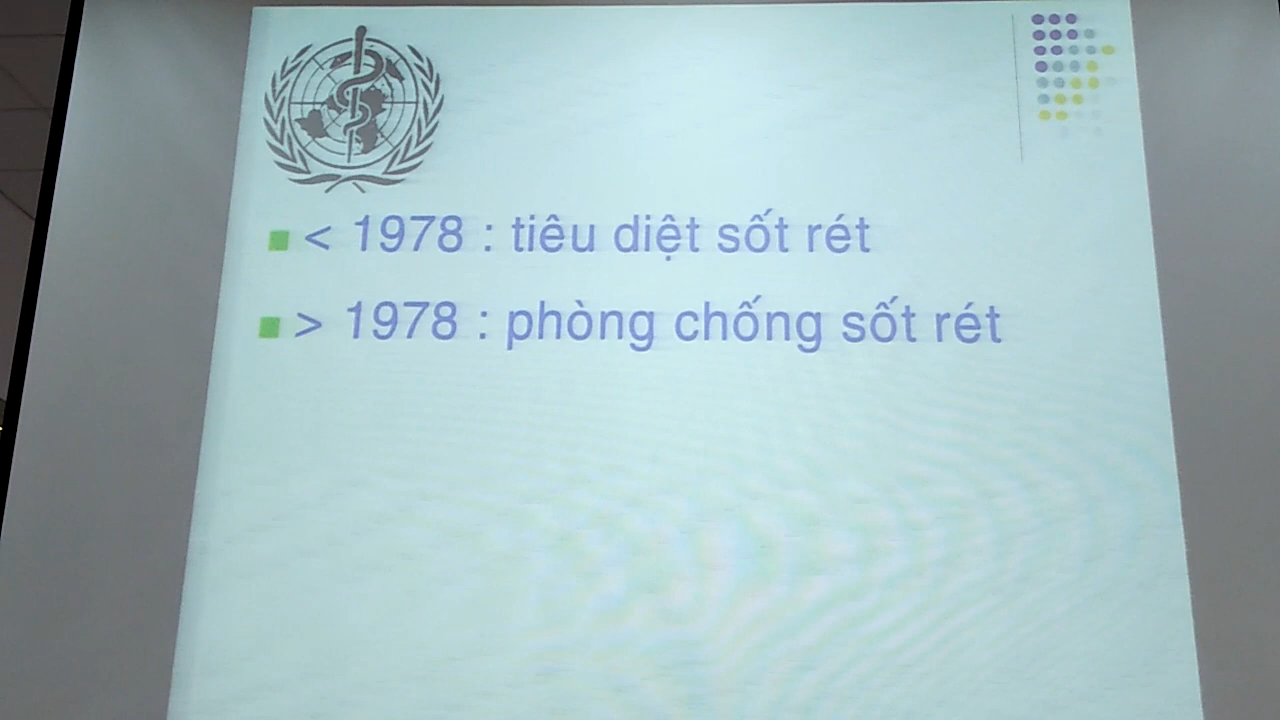 < 1978 : tiêu diệt sốt rét
> 1978 : phòng chống sốt rét